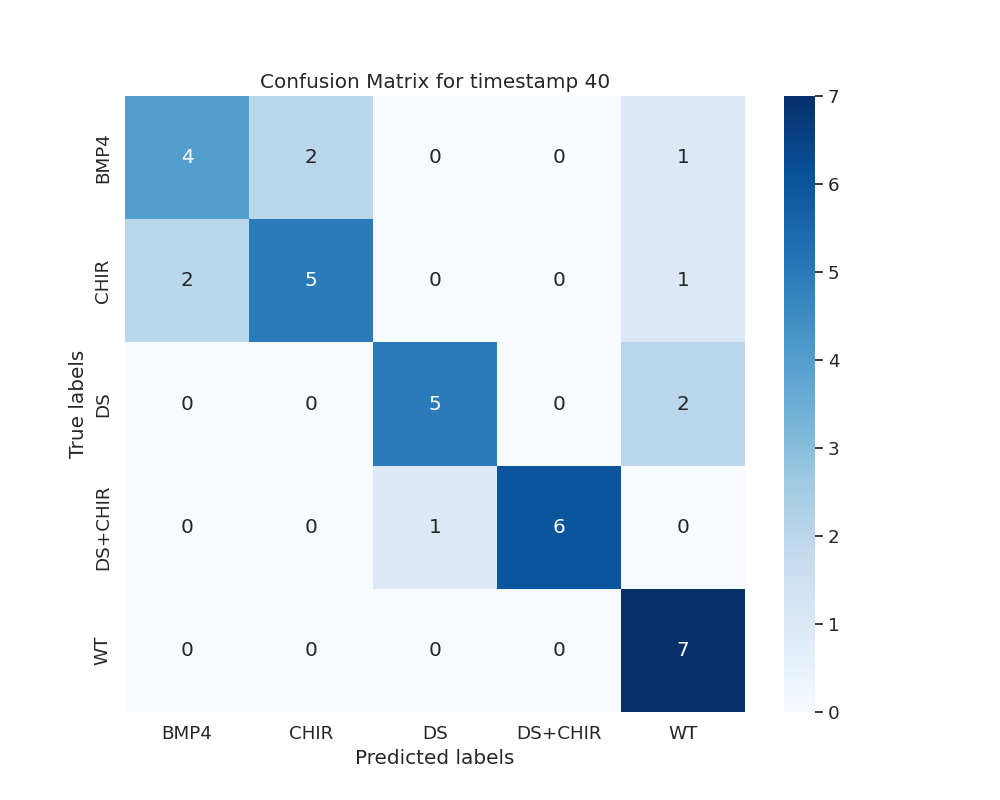 Confusion Matrix for timestamp 40
True labels
BMP4 4 2 0 0 1
CHIR 2 5 0 0 1
DS 0 0 5 0 2
DS+CHIR 0 0 1 6 0
WT 0 0 0 0 7
BMP4 CHIR DS DS+CHIR WT
Predicted labels
7
6
5
4
3
2
1
0